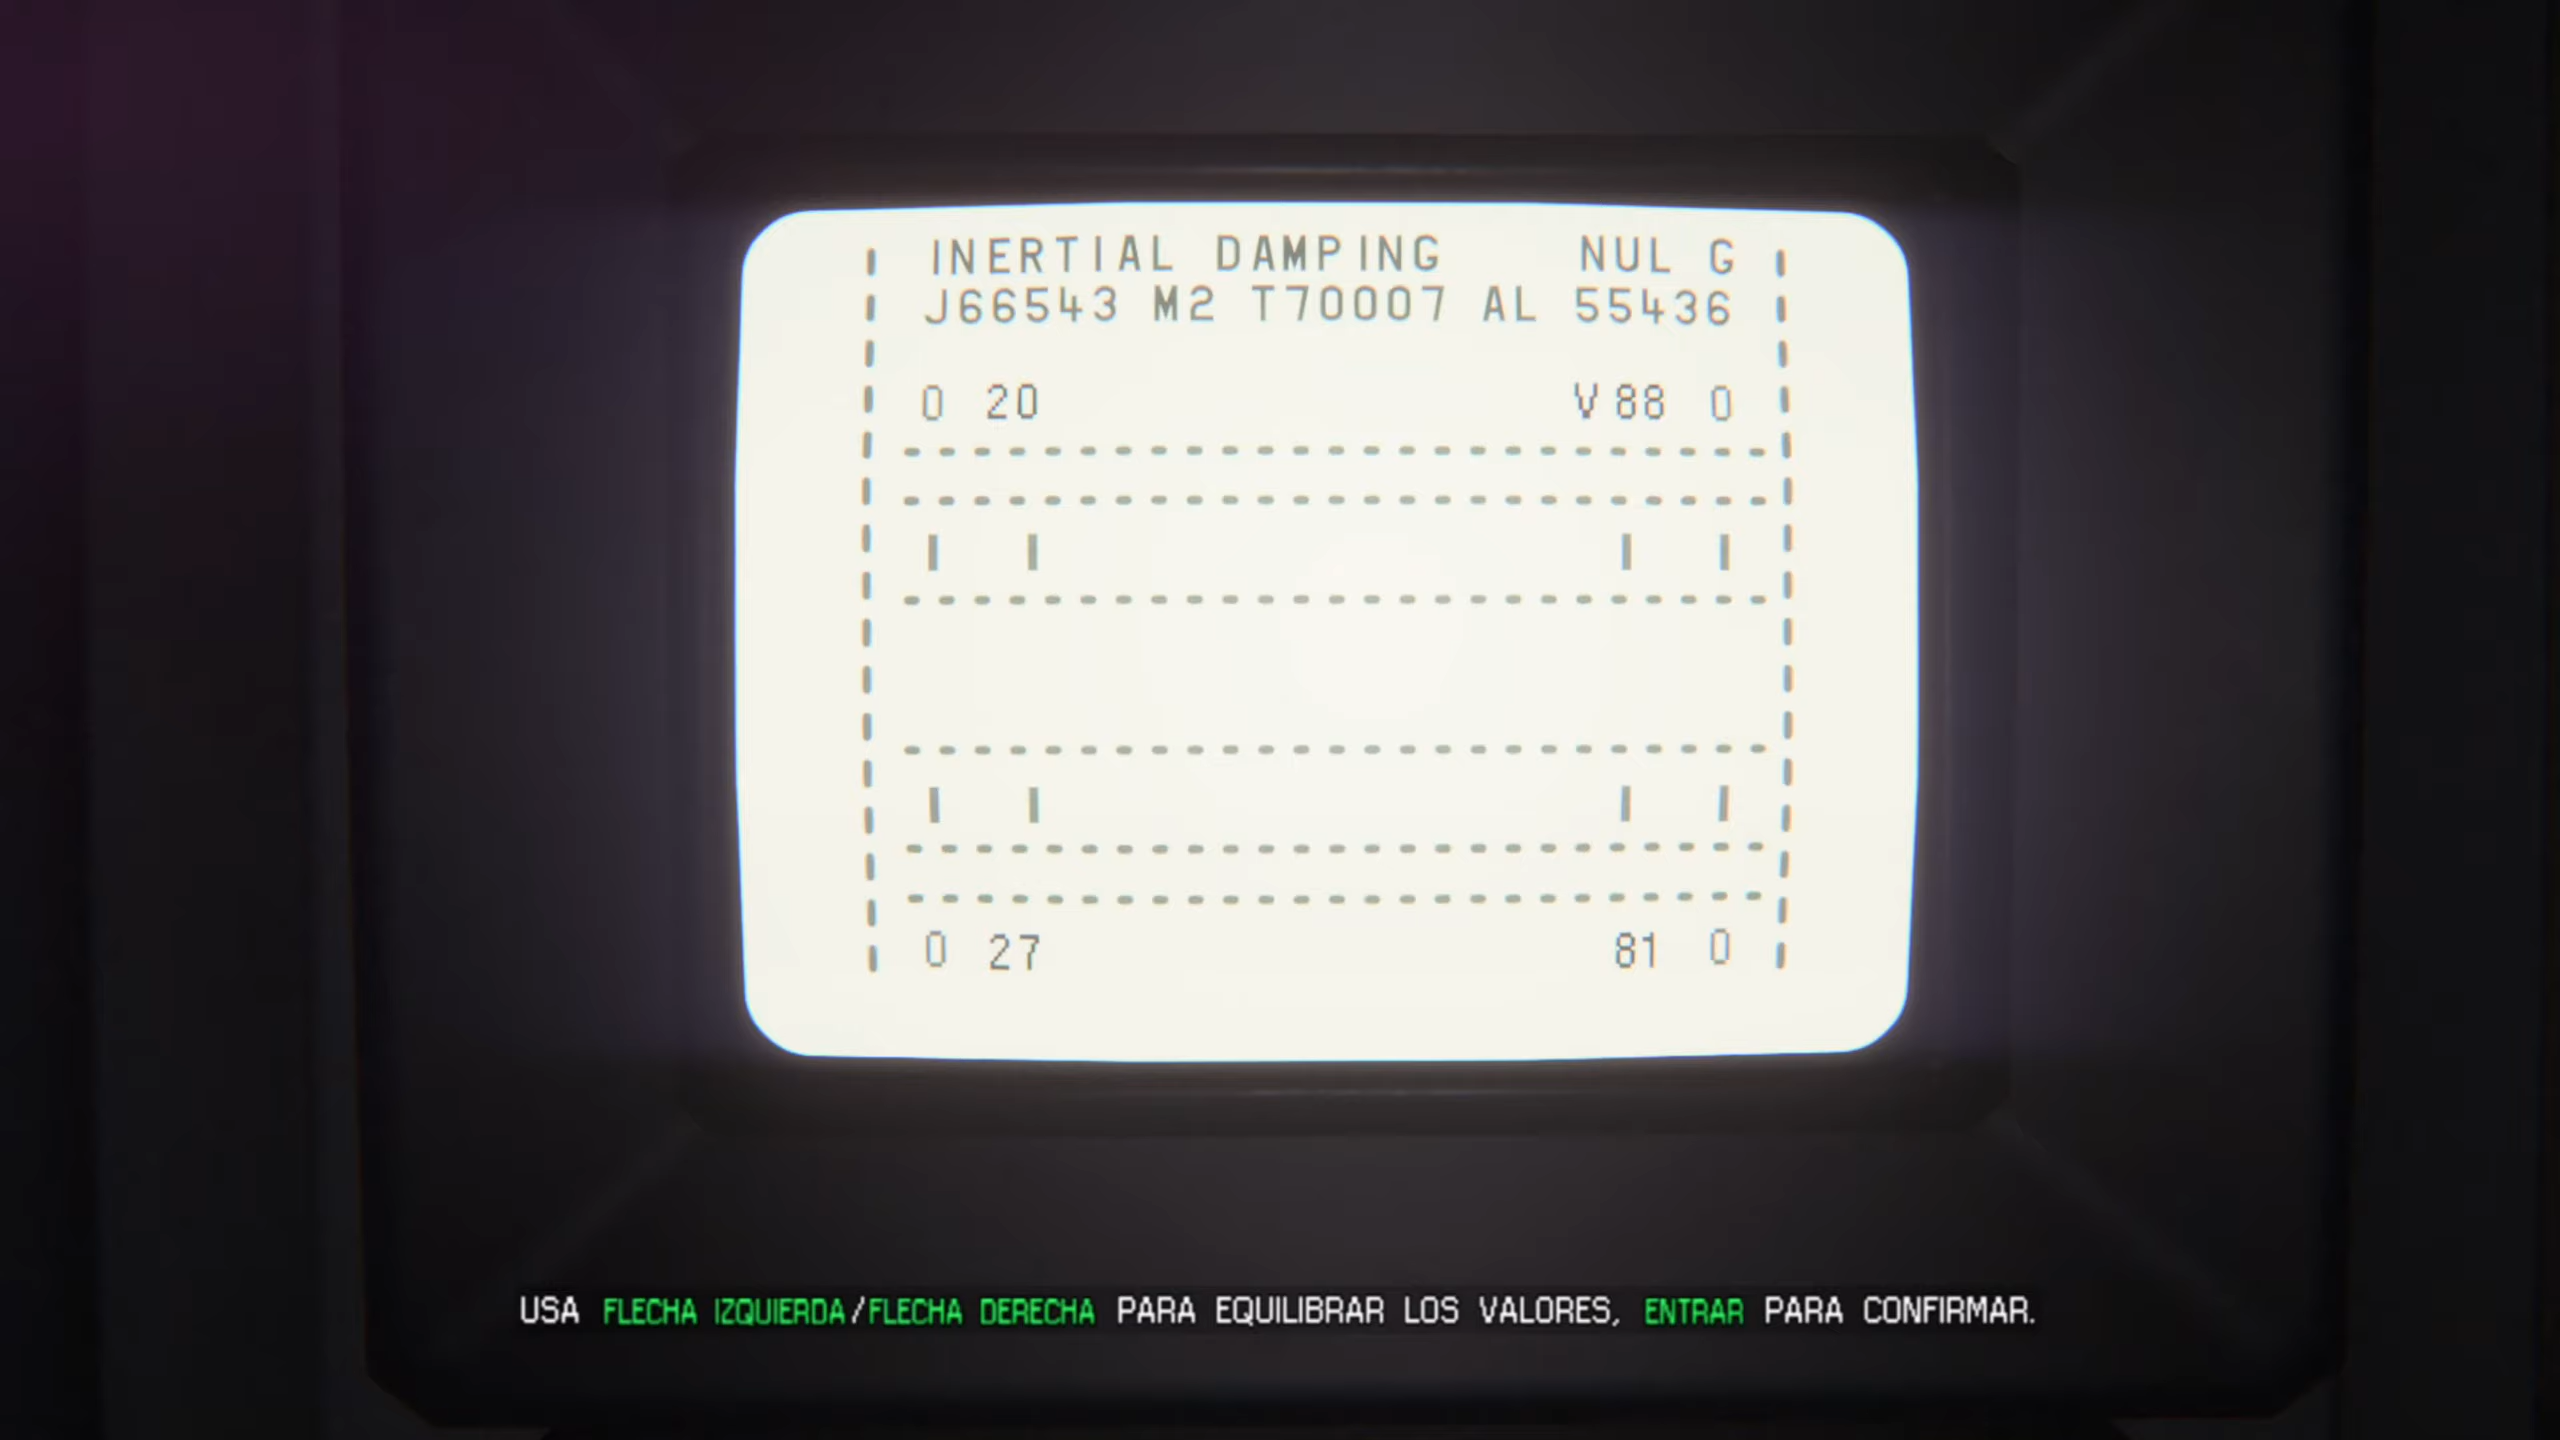 INERTIAL DAMPING NUL G
J66543 M2 T70007 AL 55436
0 20 V 88 0
0 27 81 0
USA FLECHA IZQUIERDA/FLECHA DERECHA PARA EQUILIBRAR LOS VALORES, ENTRAR PARA CONFIRMAR.